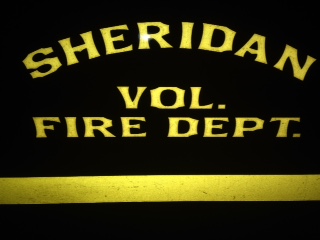 SHERIDAN
VOL.
FIRE DEPT.